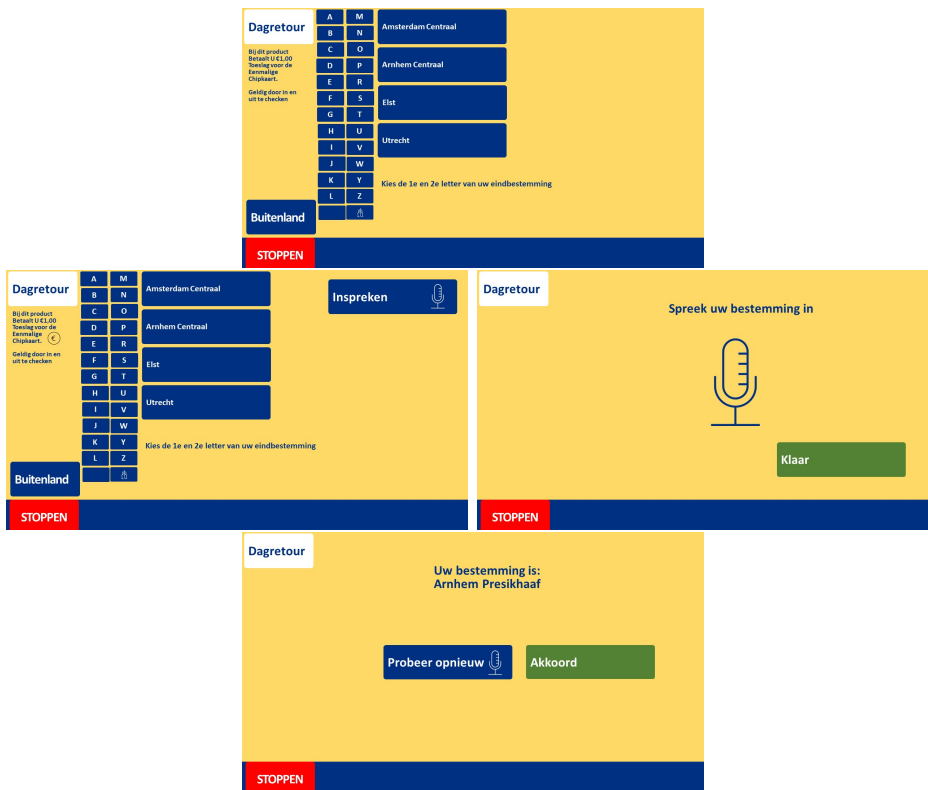 Dagretour
Bij dit product
Betaalt U €1,00
Toeslag voor de
Eenmalige
Chipkaart.
Geldig door in en
uit te checken
Buitenland
STOPPEN
A M
B N
C O
D P
E R
F S
G T
H U
I V
J W
K Y
L Z
Amsterdam Centraal
Arnhem Centraal
Elst
Utrecht
Kies de 1e en 2e letter van uw eindbestemming
Dagretour
Bij dit product
Betaalt U €1,00
Toeslag voor de
Eenmalige
Chipkaart. €
Geldig door in en
uit te checken
Buitenland
STOPPEN
A M
B N
C O
D P
E R
F S
G T
H U
I V
J W
K Y
L Z
Amsterdam Centraal
Arnhem Centraal
Elst
Utrecht
Kies de 1e en 2e letter van uw eindbestemming
Inspreken
Dagretour
Spreek uw bestemming in
Klaar
STOPPEN
Dagretour
Uw bestemming is:
Arnhem Presikhaaf
Probeer opnieuw
Akkoord
STOPPEN